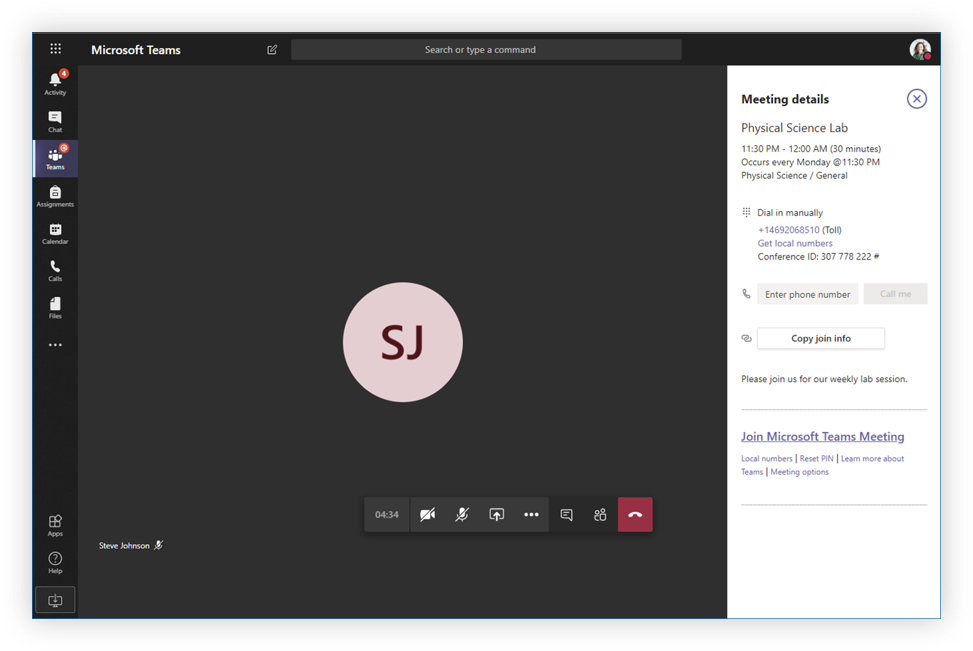 Microsoft Teams
Search or type a command
4
Activity
Chat
@
Teams
Assignments
Calendar
Calls
Files
Apps
Help
SJ
04:34
Steve Johnson
Meeting details
Physical Science Lab
11:30 PM - 12:00 AM (30 minutes)
Occurs every Monday @11:30 PM
Physical Science / General
Dial in manually
+14692068510 (Toll)
Get local numbers
Conference ID: 307 778 222 #
Enter phone number
Call me
Copy join info
Please join us for our weekly lab session.
Join Microsoft Teams Meeting
Local numbers | Reset PIN | Learn more about
Teams | Meeting options